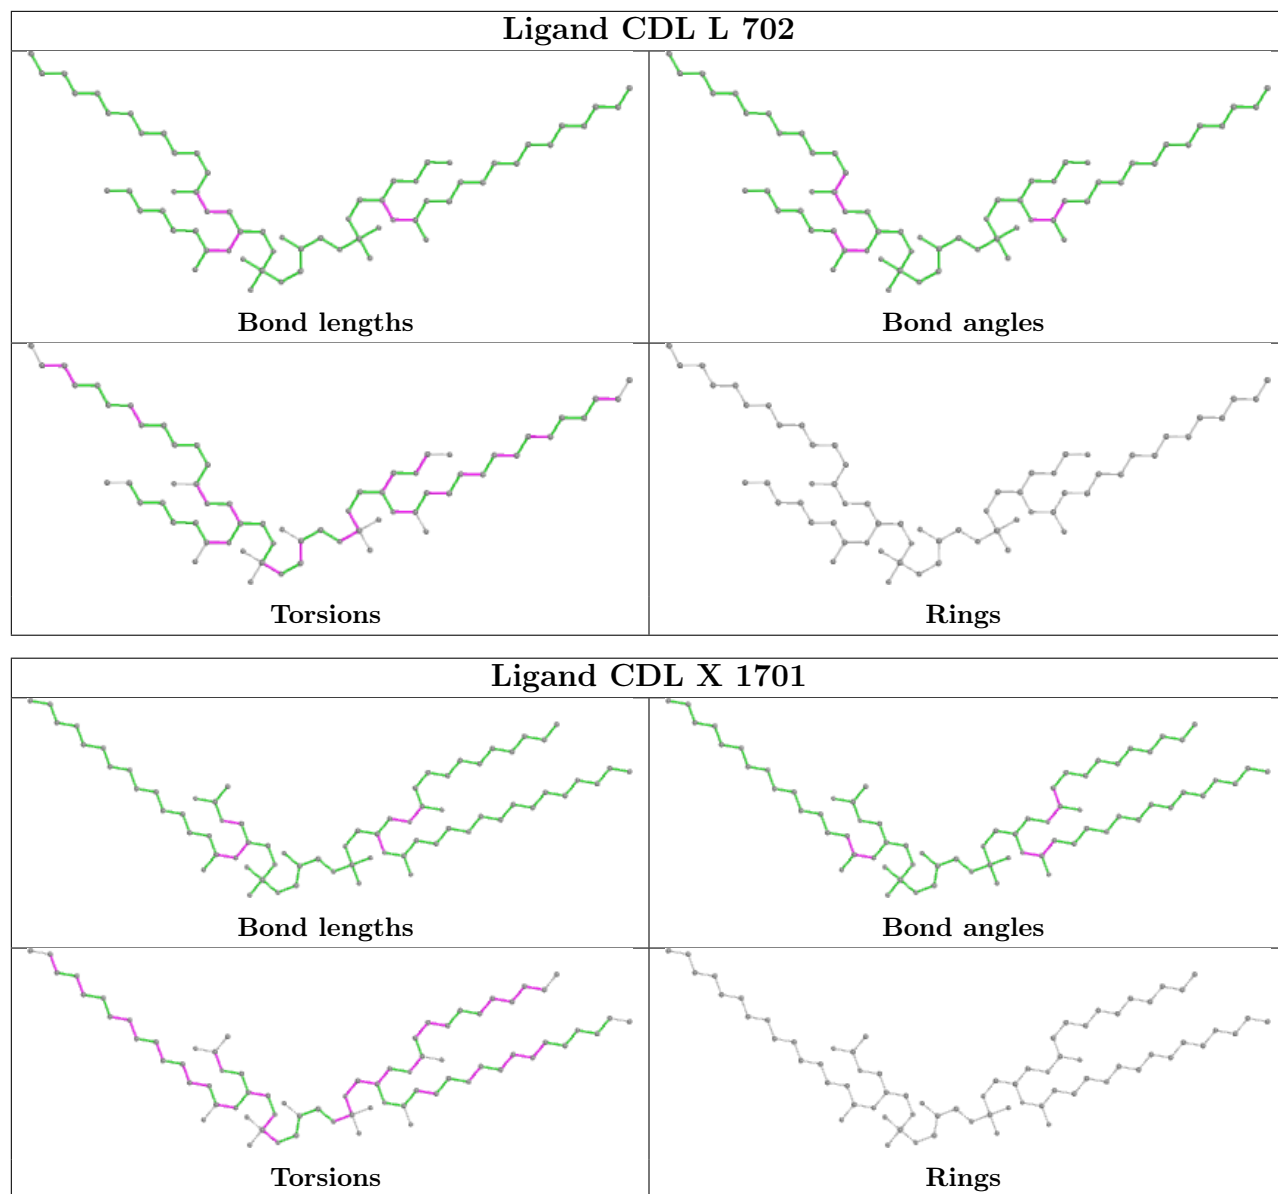 Ligand CDL L 702
Bond lengths
Bond angles
Torsions
Rings
Ligand CDL X 1701
Bond lengths
Bond angles
Torsions
Rings